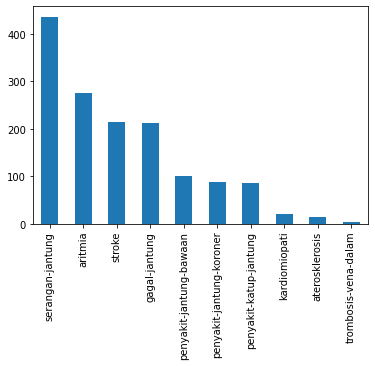 400
300
200
100
0
serangan-jantung
aritmia
stroke
gagal-jantung
penyakit-jantung-bawaan
penyakit-jantung-koroner
penyakit-katup-jantung
kardiomiopati
aterosklerosis
trombosis-vena-dalam